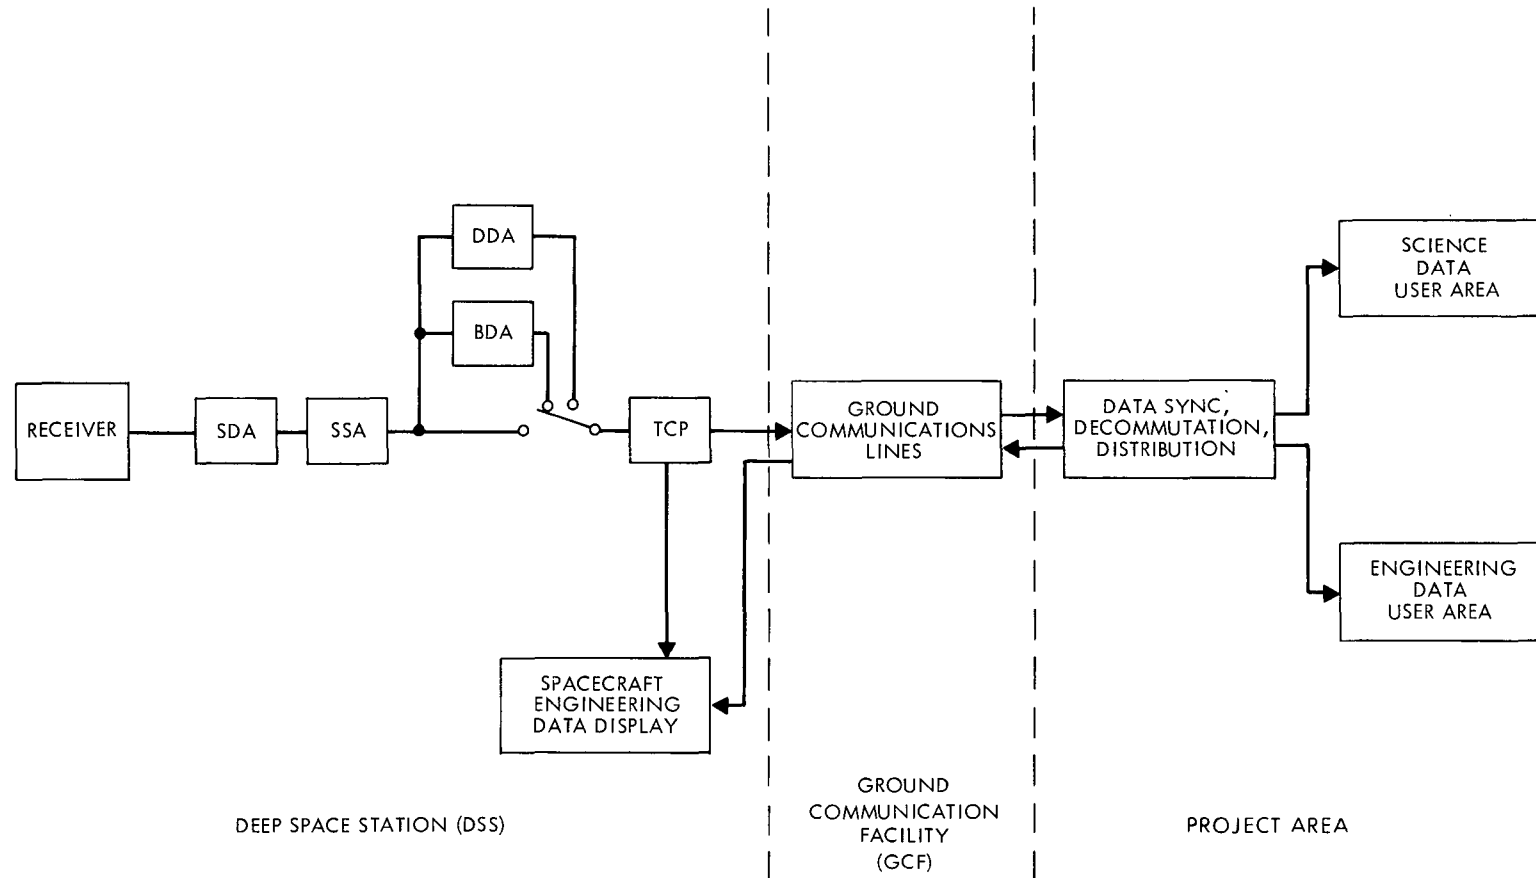 DDA
BDA
RECEIVER
SDA
SSA
TCP
GROUND
COMMUNICATIONS
LINES
DATA SYNC,
DECOMMUTATION,
DISTRIBUTION
SCIENCE
DATA
USER AREA
ENGINEERING
DATA
USER AREA
SPACECRAFT
ENGINEERING
DATA DISPLAY
DEEP SPACE STATION (DSS)
GROUND
COMMUNICATION
FACILITY
(GCF)
PROJECT AREA